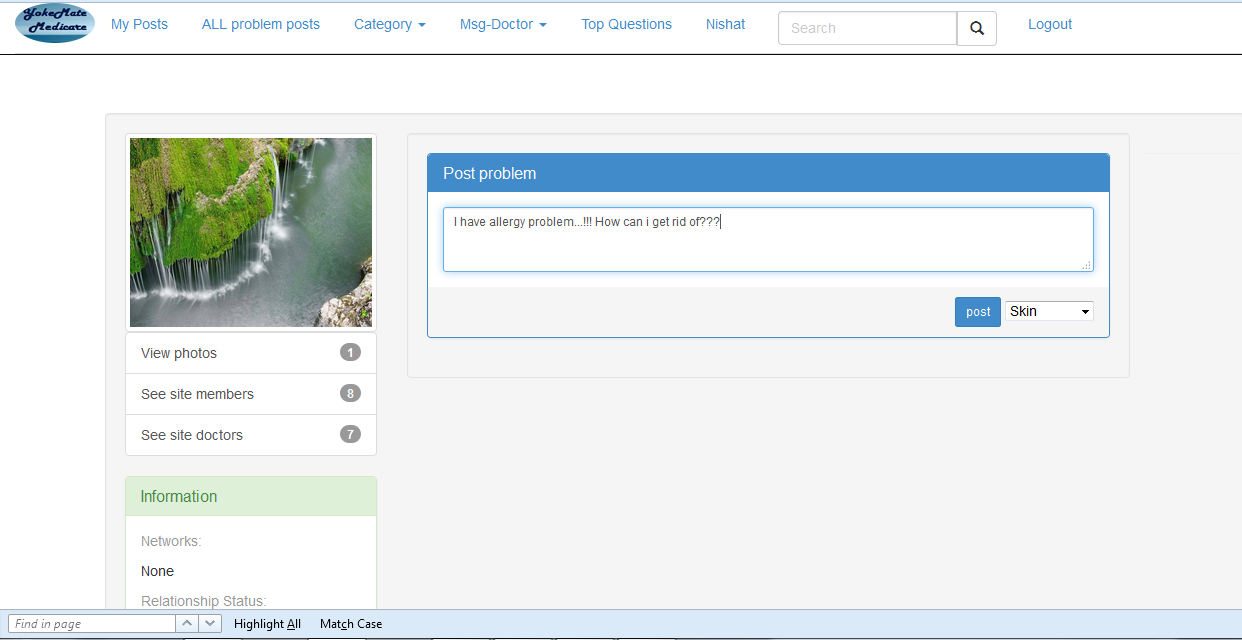 YokeMate
Medicare
My Posts ALL problem posts Category Msg-Doctor Top Questions Nishat Search Logout
Post problem
I have allergy problem...!!! How can i get rid of???
post Skin
View photos 1
See site members 8
See site doctors 7
Information
Networks:
None
Relationship Status:
Find in page Highlight All Match Case